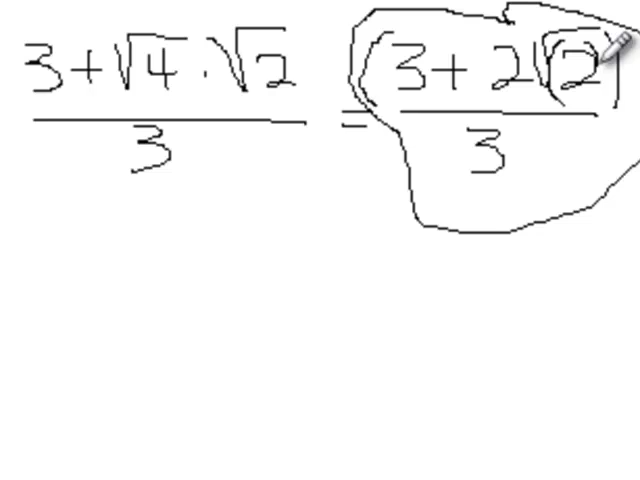 3 + √4 · √2 / 3 = (3 + 2√(2)) / 3